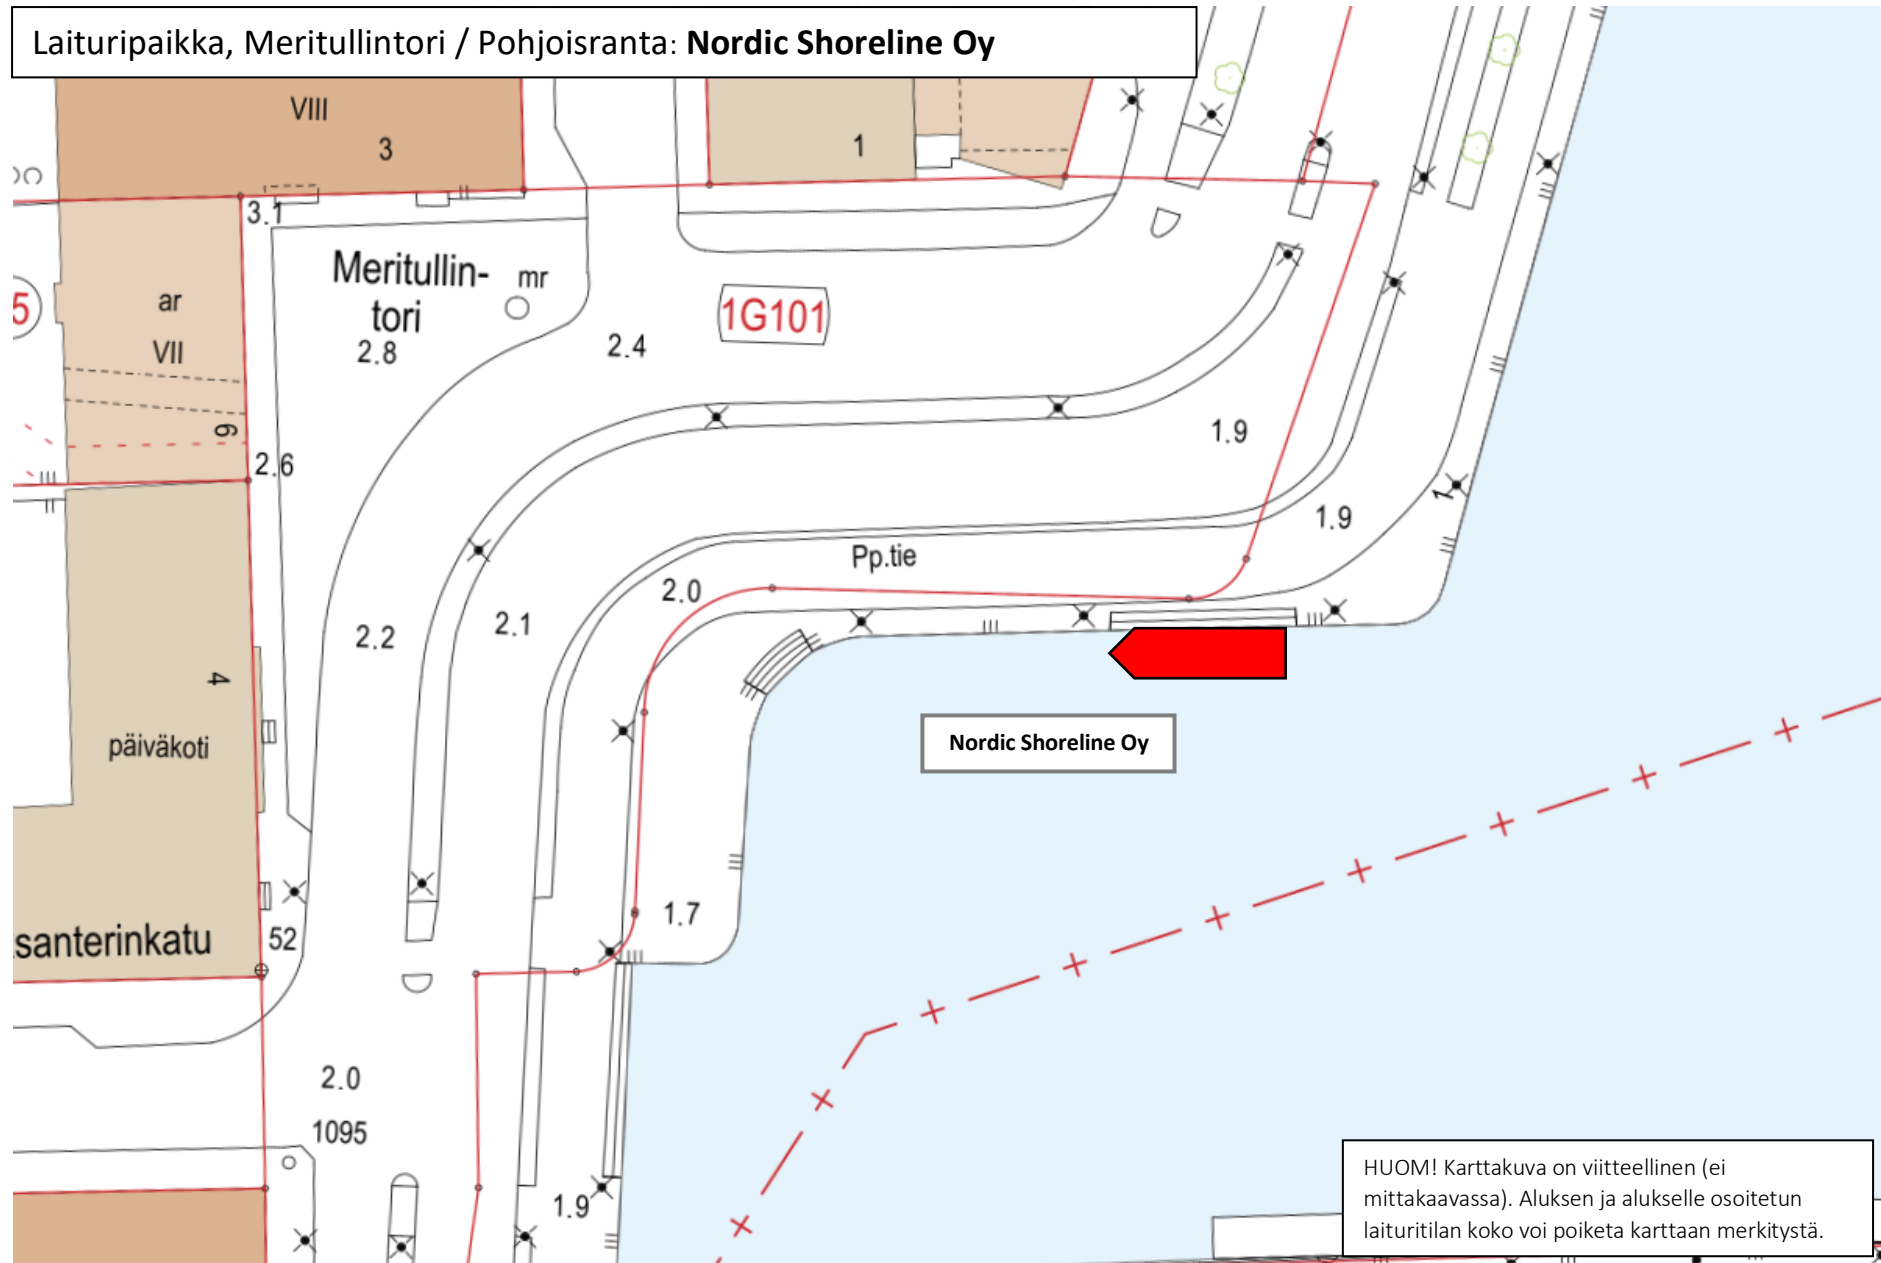 Laituripaikka, Meritullintori / Pohjoisranta: Nordic Shoreline Oy
VIII
3
1
3.1
Meritullin-
tori
mr
5
ar
VII
1G101
2.4
2.8
6
2.6
1.9
1.9
1
Pp.tie
2.0
2.1
2.2
4
päiväkoti
Nordic Shoreline Oy
1.7
santerinkatu
52
2.0
1095
1.9
HUOM! Karttakuva on viitteellinen (ei
mittakaavassa). Aluksen ja alukselle osoitetun
laituritilan koko voi poiketa karttaan merkitystä.